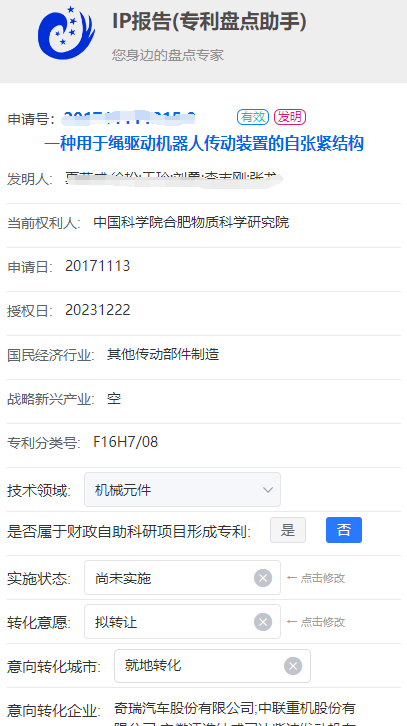 IP报告(专利盘点助手)
您身边的盘点专家
申请号: 有效 发明
一种用于绳驱动机器人传动装置的自张紧结构
发明人:
当前权利人: 中国科学院合肥物质科学研究院
申请日: 20171113
授权日: 20231222
国民经济行业: 其他传动部件制造
战略新兴产业: 空
专利分类号: F16H7/08
技术领域: 机械元件
是否属于财政自助科研项目形成专利: 是 否
实施状态: 尚未实施 ← 点击修改
转化意愿: 拟转让 ← 点击修改
意向转化城市: 就地转化
意向转化企业: 奇瑞汽车股份有限公司;中联重机股份有